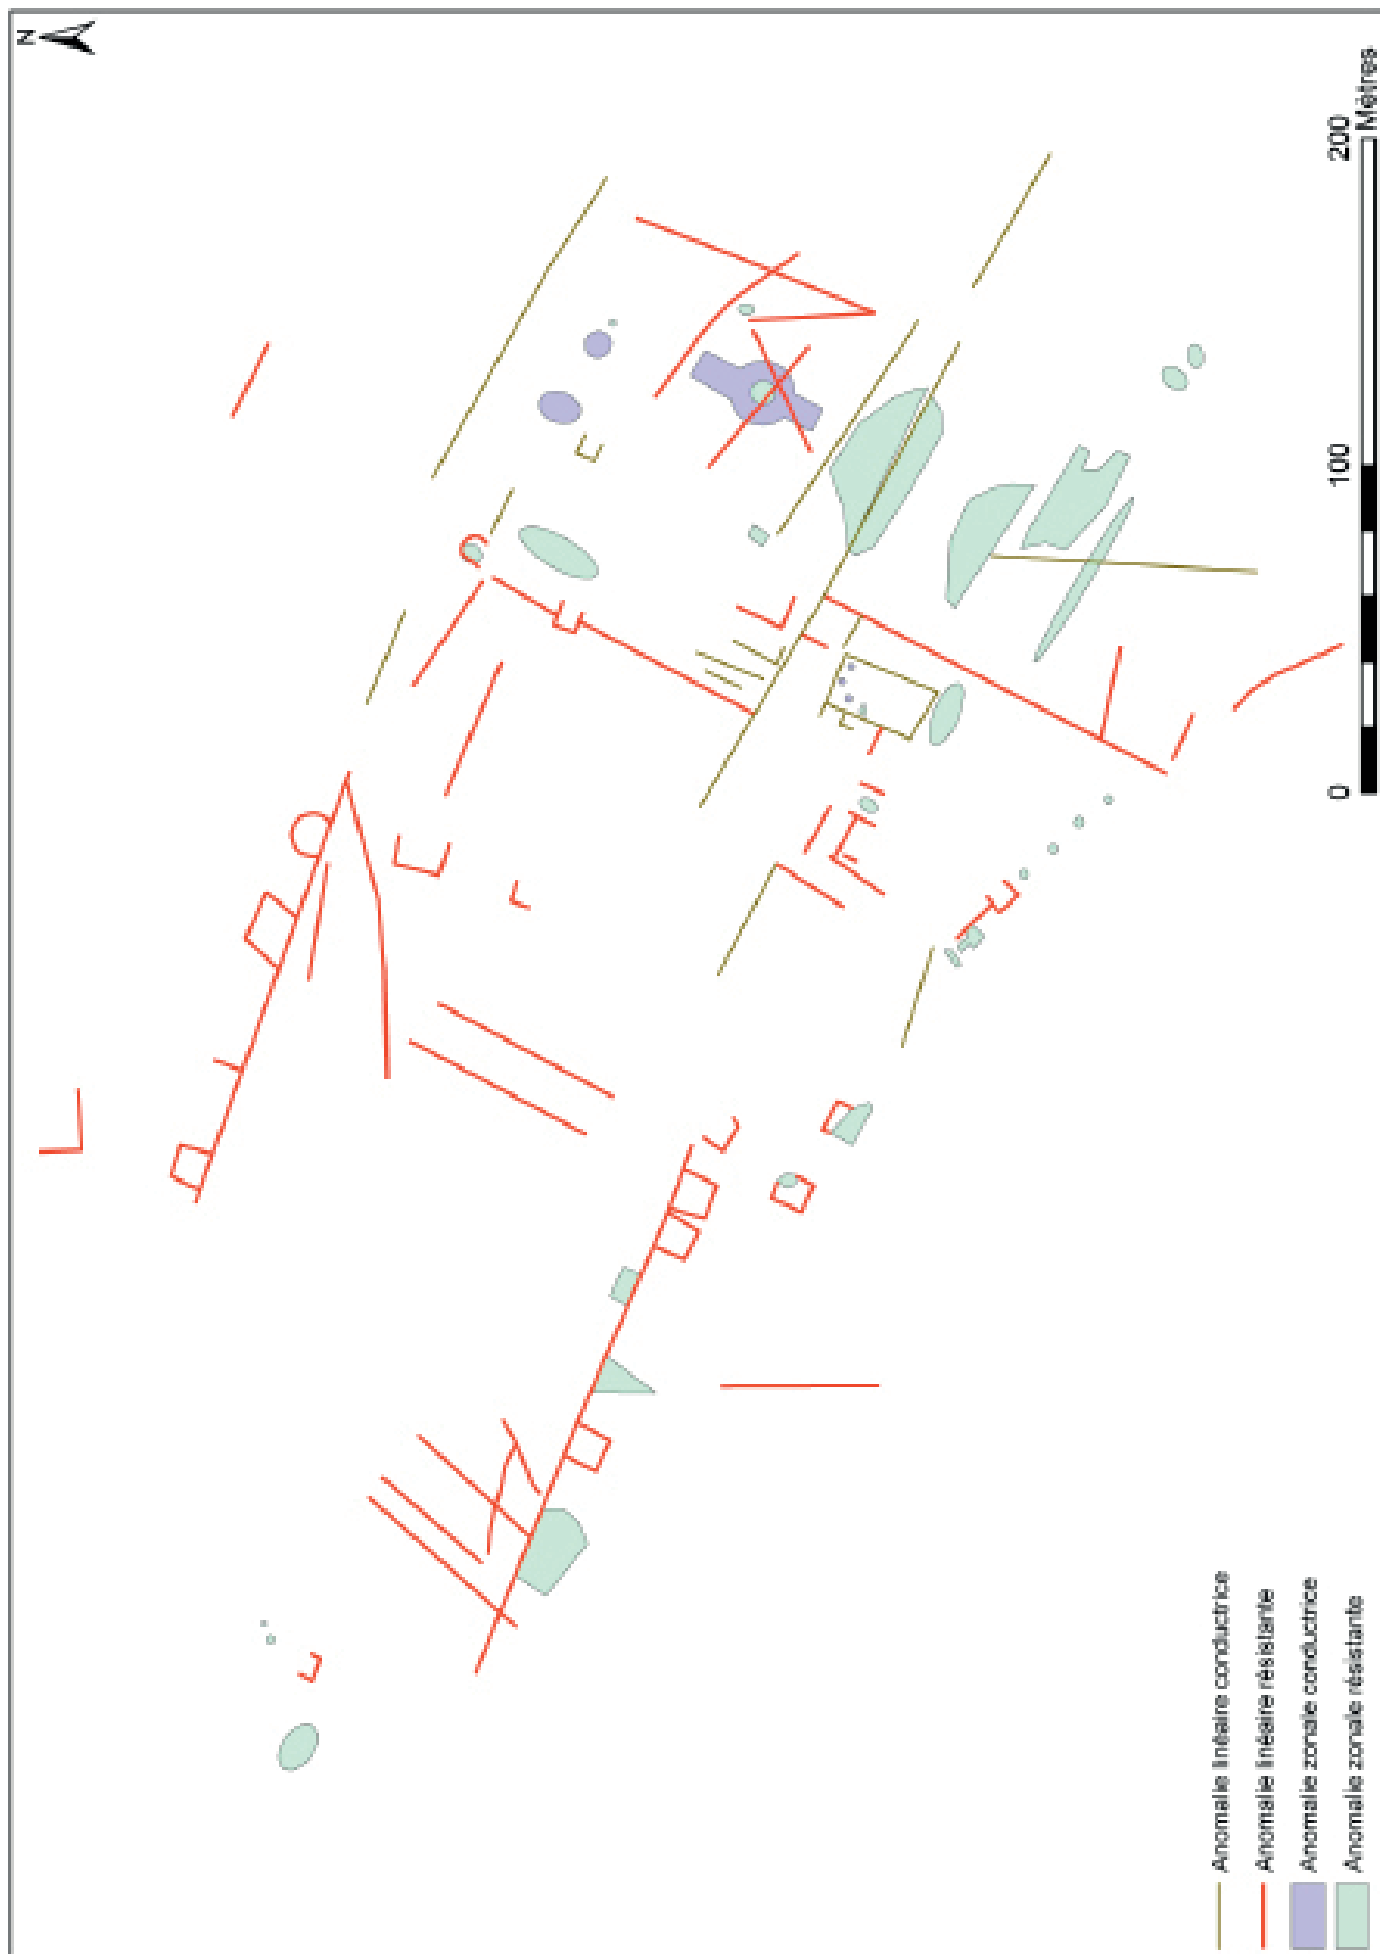 N
Anomalie linéaire conductrice
Anomalie linéaire résistante
Anomalie zonale conductrice
Anomalie zonale résistante
0 100 200
Mètres